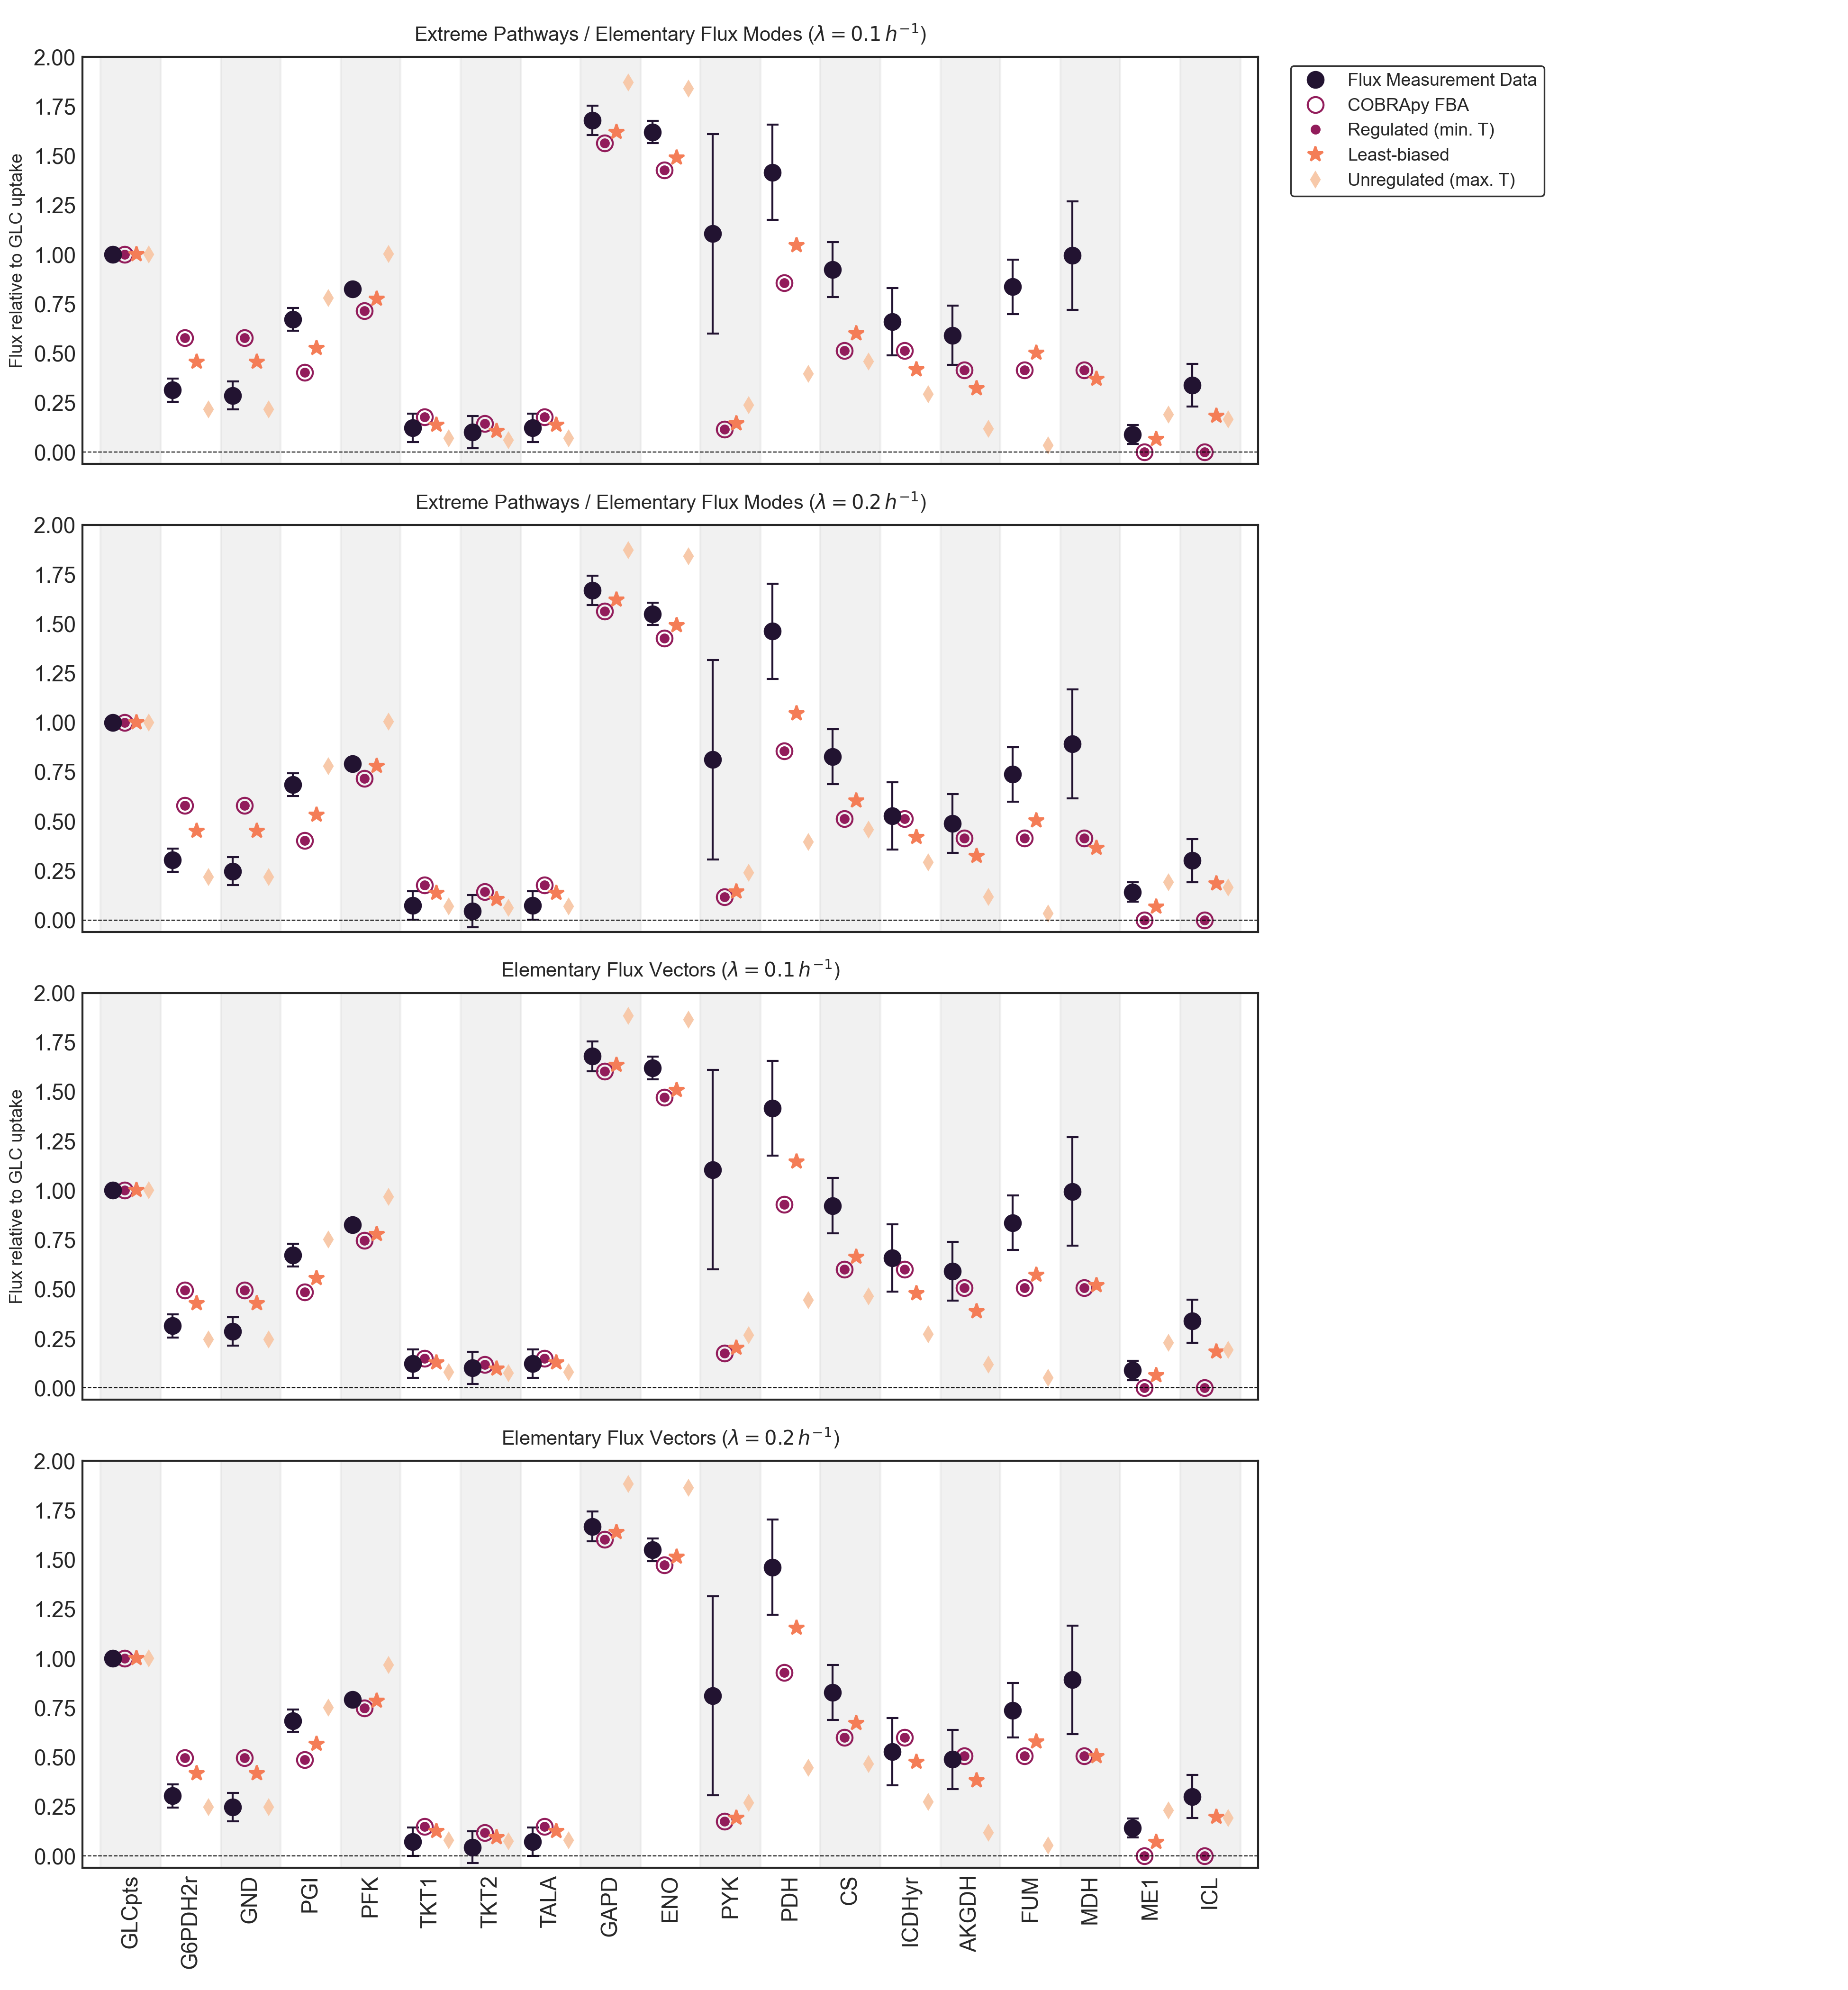 Extreme Pathways / Elementary Flux Modes (λ = 0.1 h⁻¹)
Flux relative to GLC uptake
2.00
1.75
1.50
1.25
1.00
0.75
0.50
0.25
0.00
Flux Measurement Data
COBRApy FBA
Regulated (min. T)
Least-biased
Unregulated (max. T)
Extreme Pathways / Elementary Flux Modes (λ = 0.2 h⁻¹)
2.00
1.75
1.50
1.25
1.00
0.75
0.50
0.25
0.00
Elementary Flux Vectors (λ = 0.1 h⁻¹)
Flux relative to GLC uptake
2.00
1.75
1.50
1.25
1.00
0.75
0.50
0.25
0.00
Elementary Flux Vectors (λ = 0.2 h⁻¹)
2.00
1.75
1.50
1.25
1.00
0.75
0.50
0.25
0.00
GLCpts
G6PDH2r
GND
PGI
PFK
TKT1
TKT2
TALA
GAPD
ENO
PYK
PDH
CS
ICDHyr
AKGDH
FUM
MDH
ME1
ICL